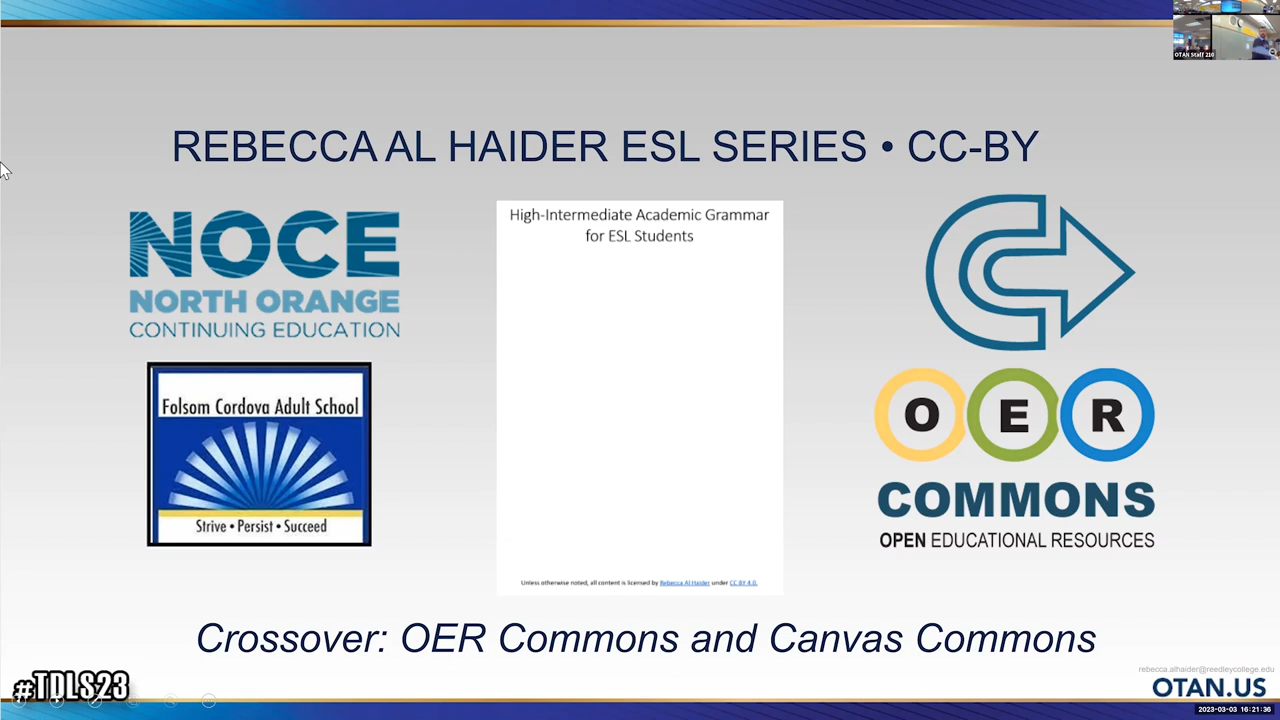 OTAN SMMT 210
REBECCA AL HAIDER ESL SERIES • CC-BY
NOCE
NORTH ORANGE
CONTINUING EDUCATION
Folsom Cordova Adult School
Strive • Persist • Succeed
High-Intermediate Academic Grammar
for ESL Students
Unless otherwise noted, all content is licensed by Rebecca Al Haider under CC BY 4.0.
O E R
COMMONS
OPEN EDUCATIONAL RESOURCES
Crossover: OER Commons and Canvas Commons
#TDLS23
rebecca.alhaider@reedleycollege.edu
OTAN.US
2023-03-03 16:21:36